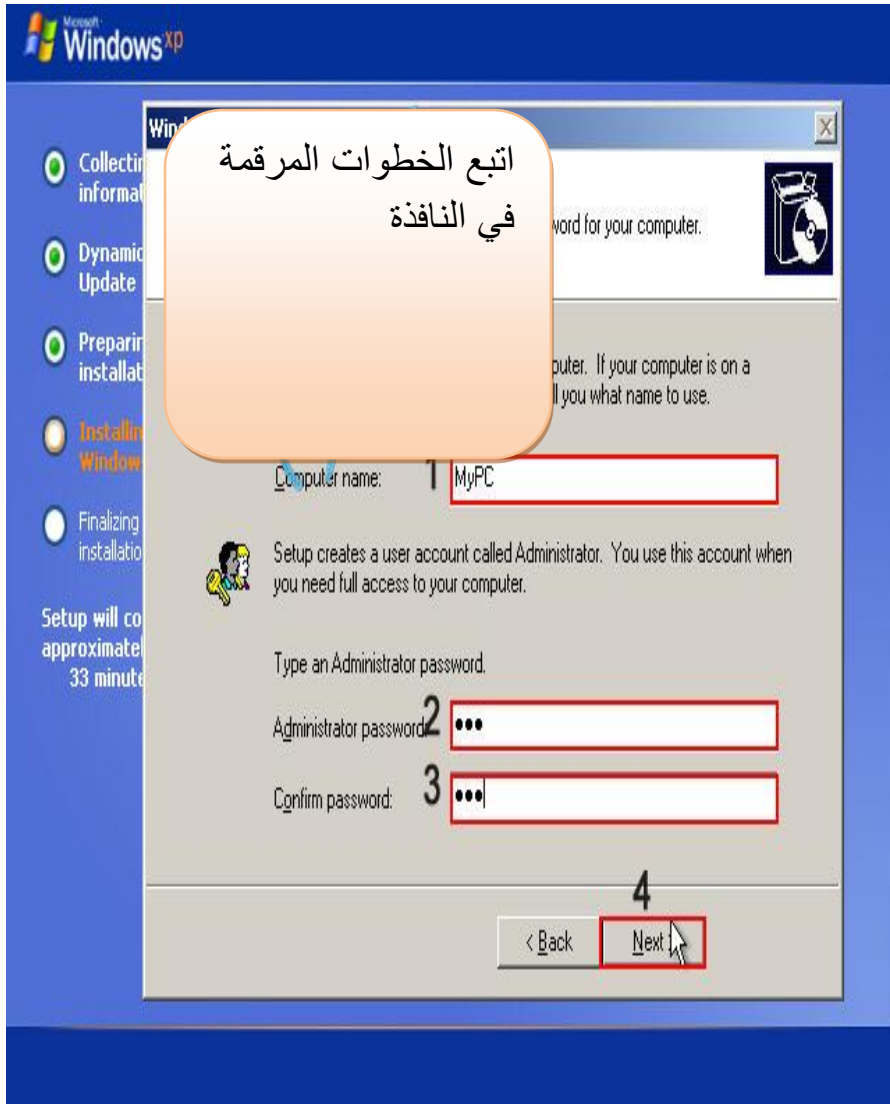 Microsoft
Windows xp
اتبع الخطوات المرقمة
في النافذة
word for your computer.
puter. If your computer is on a
you what name to use.
Computer name:
1
MyPC
Setup creates a user account called Administrator. You use this account when
you need full access to your computer.
Type an Administrator password.
Administrator password:
2
•••
Confirm password:
3
•••
4
< Back
Next >
Collectin
informat
Dynamic
Update
Preparin
installat
Installin
Window
Finalizing
installatio
Setup will co
approximatel
33 minute